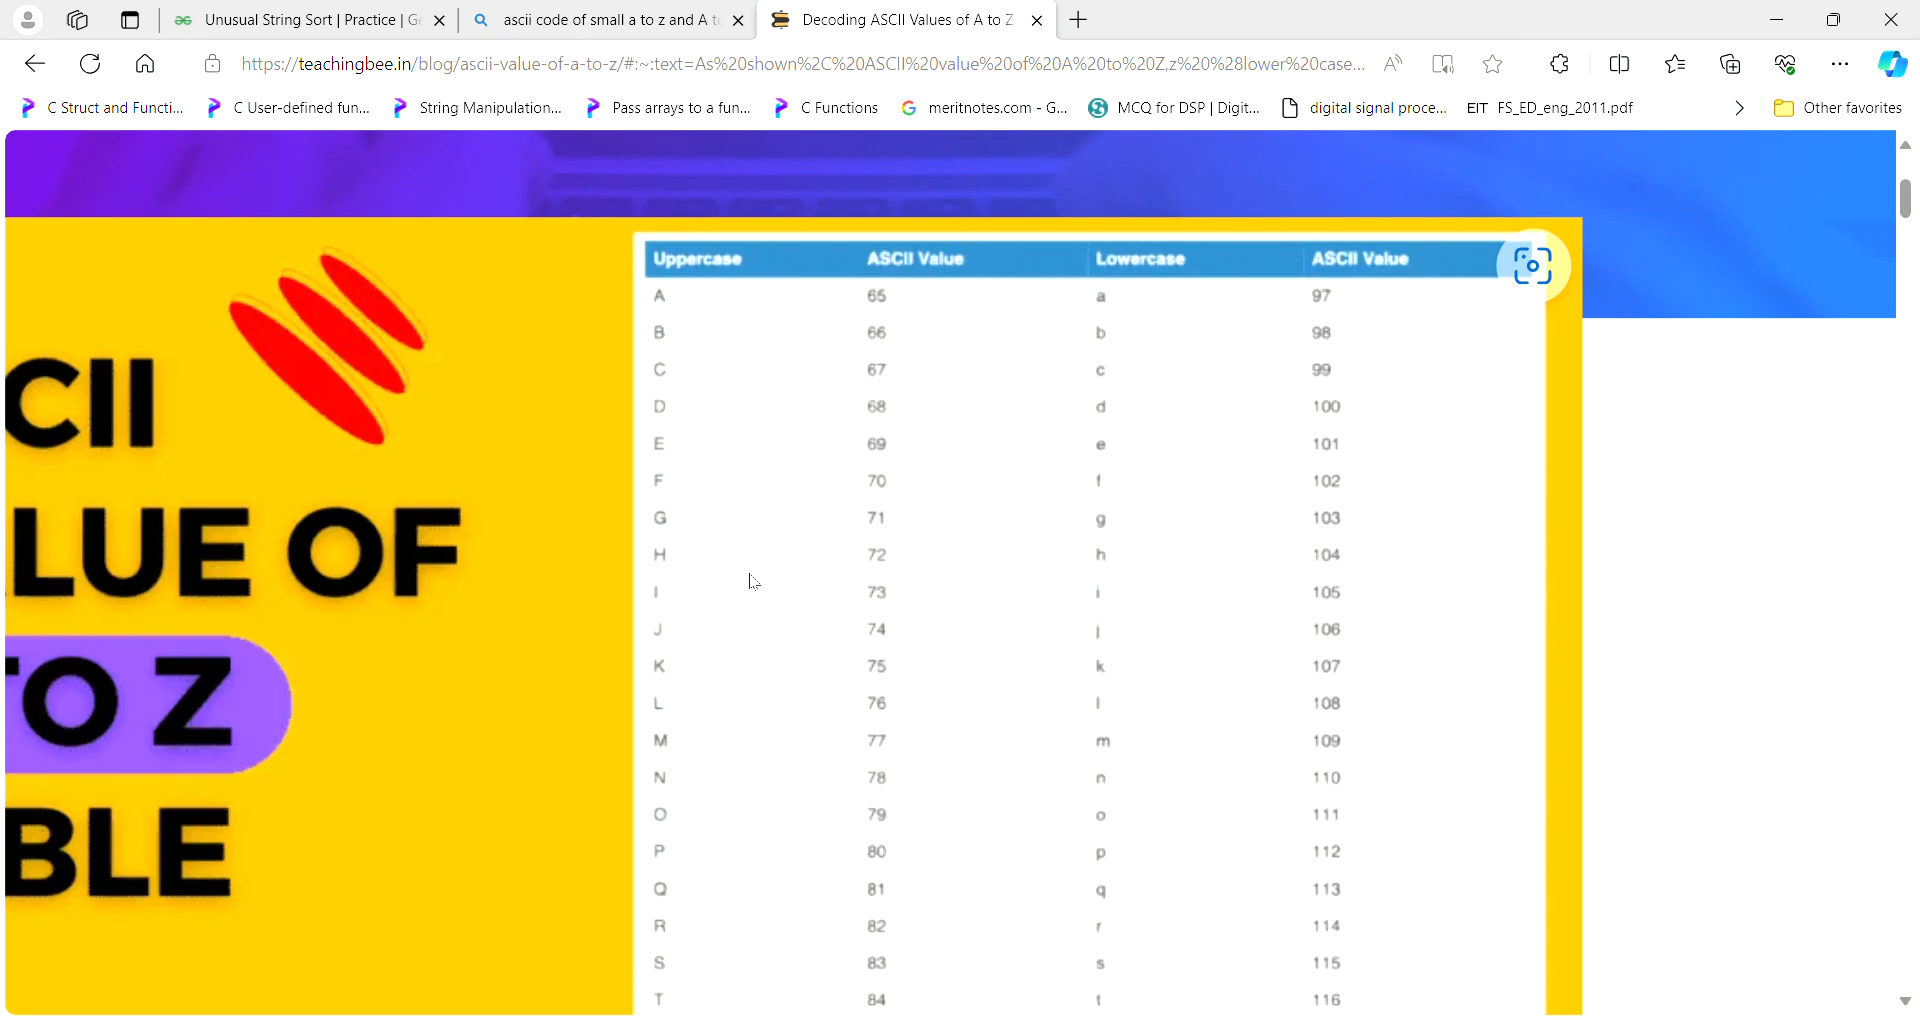 Unusual String Sort | Practice | Ge
ascii code of small a to z and A to
Decoding ASCII Values of A to Z
https://teachingbee.in/blog/ascii-value-of-a-to-z/#:~:text=As%20shown%2C%20ASCII%20value%20of%20A%20to%20Z,z%20%28lower%20case...
C Struct and Functi...
C User-defined fun...
String Manipulation...
Pass arrays to a fun...
C Functions
meritnotes.com - G...
MCQ for DSP | Digit...
digital signal proce...
EIT FS_ED_eng_2011.pdf
Other favorites
CII
LUE OF
TO Z
BLE
Uppercase ASCII Value Lowercase ASCII Value
A 65 a 97
B 66 b 98
C 67 c 99
D 68 d 100
E 69 e 101
F 70 f 102
G 71 g 103
H 72 h 104
I 73 i 105
J 74 j 106
K 75 k 107
L 76 l 108
M 77 m 109
N 78 n 110
O 79 o 111
P 80 p 112
Q 81 q 113
R 82 r 114
S 83 s 115
T 84 t 116